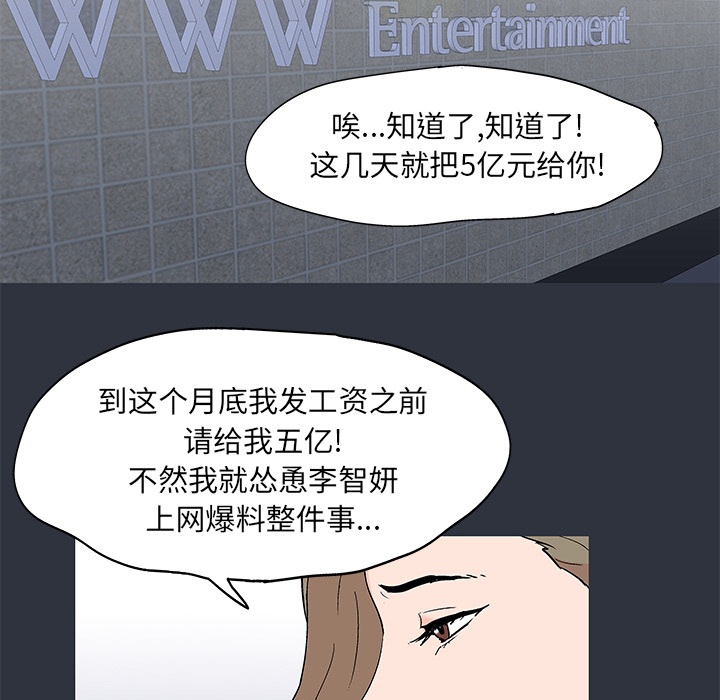 WWW Entertainment
唉...知道了,知道了!
这几天就把5亿元给你!
到这个月底我发工资之前
请给我五亿!
不然我就怂恿李智妍
上网爆料整件事...